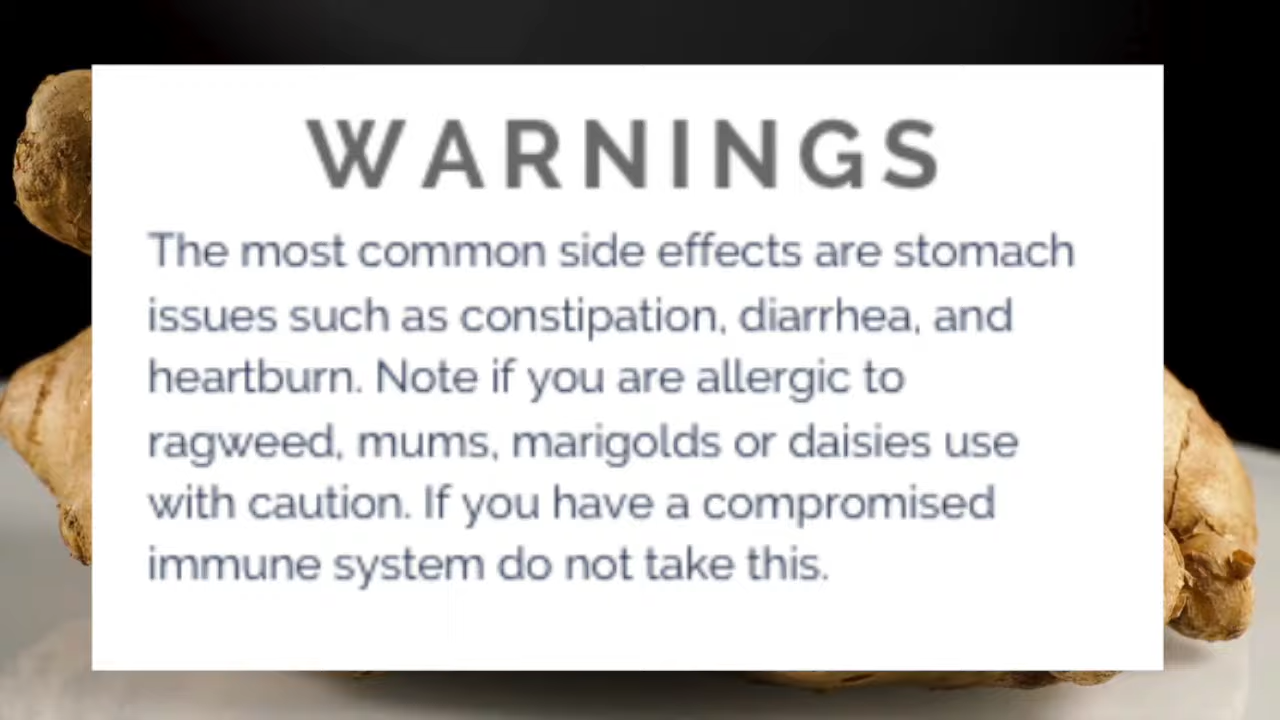 WARNINGS
The most common side effects are stomach
issues such as constipation, diarrhea, and
heartburn. Note if you are allergic to
ragweed, mums, marigolds or daisies use
with caution. If you have a compromised
immune system do not take this.